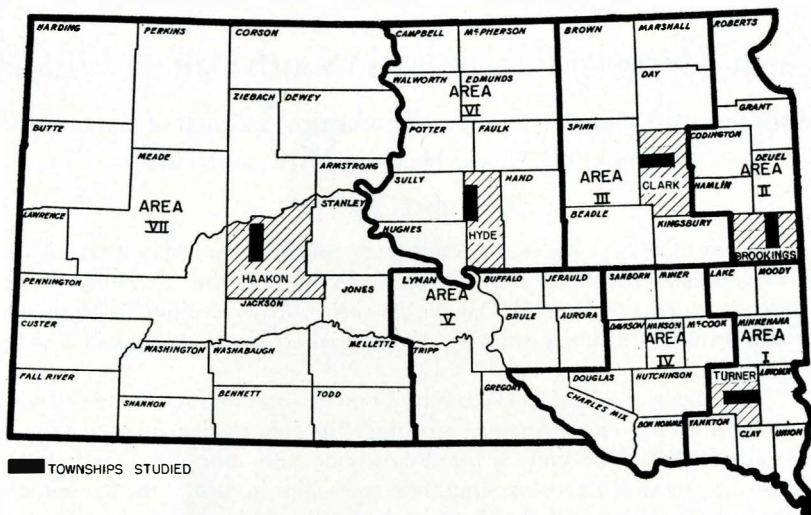 HARDING
PERKINS
CORSON
CAMPBELL
McPHERSON
BROWN
MARSHALL
ROBERTS
WALWORTH
EDMUNDS
DAY
AREA
VI
ZIEBACH
DEWEY
GRANT
BUTTE
POTTER
FAULK
SPINK
CODINGTON
MEADE
ARMSTRONG
DEUEL
AREA
II
AREA
III
CLARK
HAMLIN
SULLY
HAND
AREA
VII
STANLEY
LAWRENCE
HYDE
HUGHES
BEADLE
KINGSBURY
BROOKINGS
HAAKON
PENNINGTON
JACKSON
JONES
LYMAN
AREA
V
BUFFALO
JERAULD
SANBORN
MINER
LAKE
MOODY
CUSTER
BRULE
AURORA
DAVISON
HANSON
McCOOK
MINNEHAHA
AREA
I
AREA
IV
WASHINGTON
WASHABAUGH
MELLETTE
TRIPP
FALL RIVER
GREGORY
DOUGLAS
HUTCHINSON
TURNER
LINCOLN
SHANNON
BENNETT
TODD
CHARLES MIX
BON HOMME
YANKTON
CLAY
UNION
TOWNSHIPS STUDIED